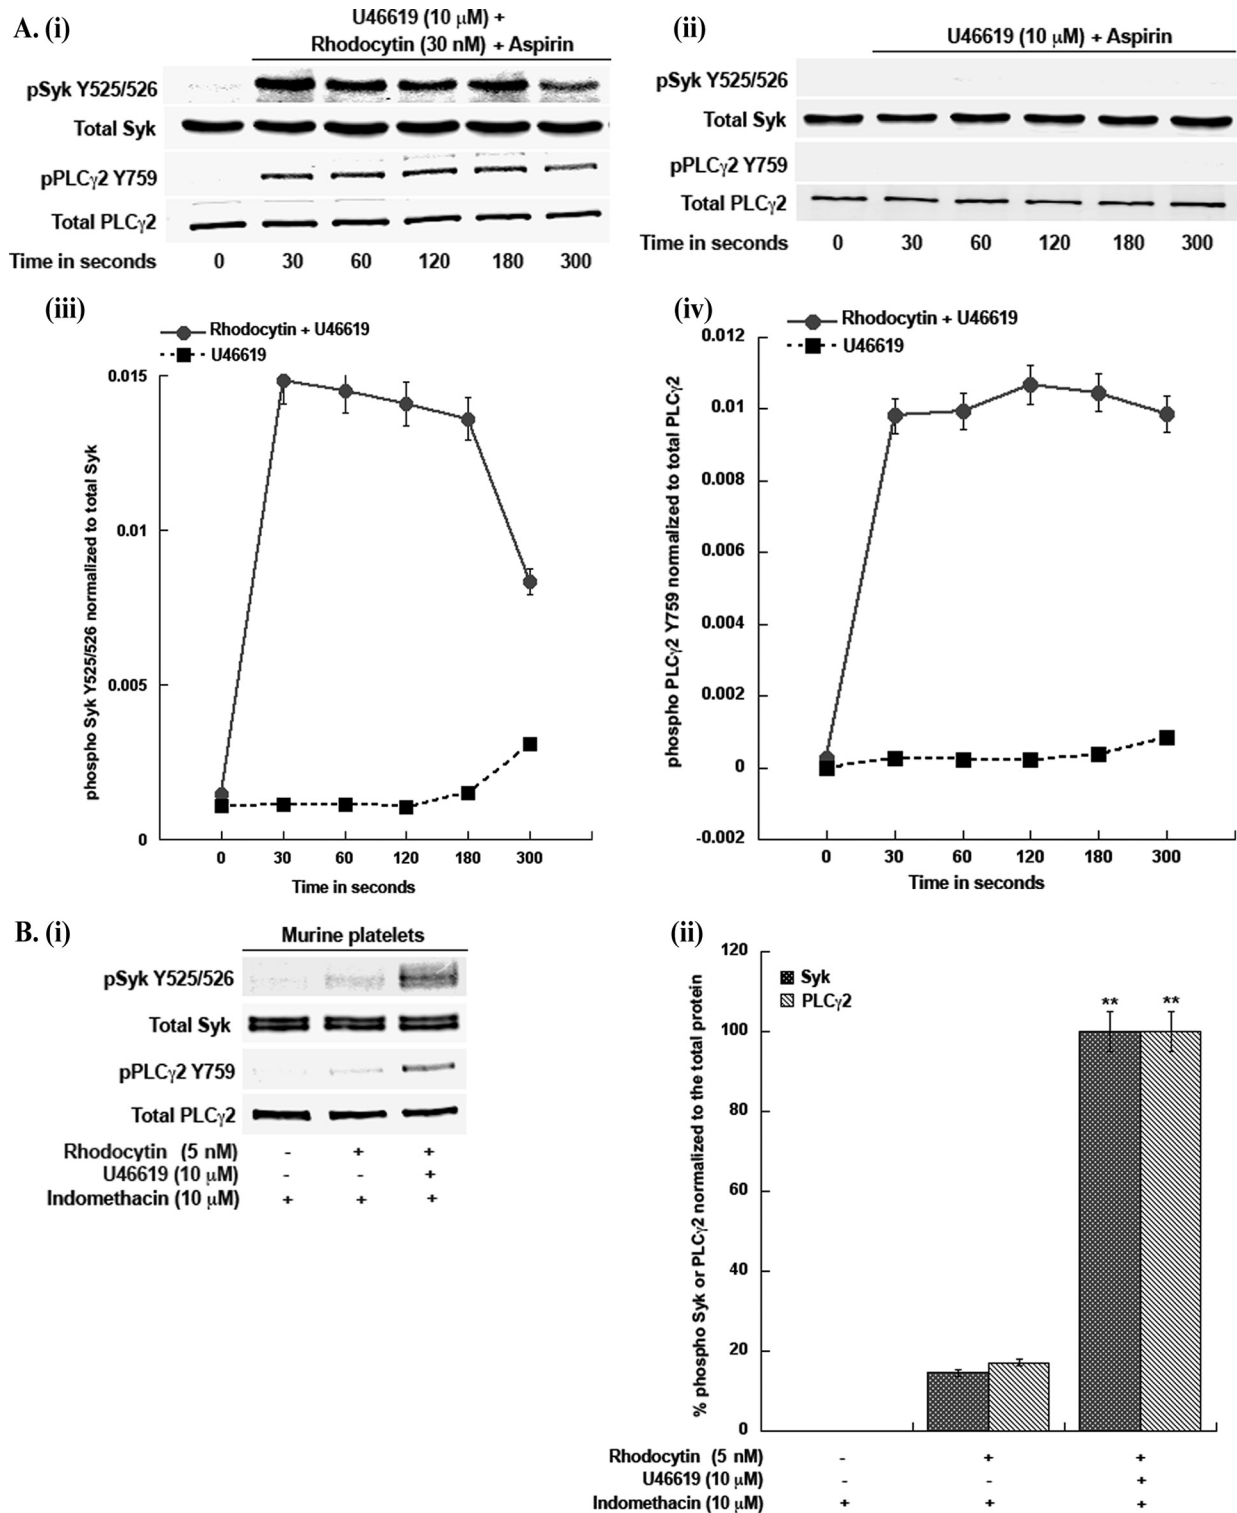 A. (i)
U46619 (10 μM) +
Rhodocytin (30 nM) + Aspirin
pSyk Y525/526
Total Syk
pPLCγ2 Y759
Total PLCγ2
Time in seconds 0 30 60 120 180 300
(ii)
U46619 (10 μM) + Aspirin
pSyk Y525/526
Total Syk
pPLCγ2 Y759
Total PLCγ2
Time in seconds 0 30 60 120 180 300
(iii)
Rhodocytin + U46619
U46619
phospho Syk Y525/526 normalized to total Syk
0.015
0.01
0.005
0
0 30 60 120 180 300
Time in seconds
(iv)
Rhodocytin + U46619
U46619
phospho PLCγ2 Y759 normalized to total PLCγ2
0.012
0.01
0.008
0.006
0.004
0.002
0
-0.002
0 30 60 120 180 300
Time in seconds
B. (i)
Murine platelets
pSyk Y525/526
Total Syk
pPLCγ2 Y759
Total PLCγ2
Rhodocytin (5 nM) - + +
U46619 (10 μM) - - +
Indomethacin (10 μM) + + +
(ii)
Syk
PLCγ2
% phospho Syk or PLCγ2 normalized to the total protein
120
100
80
60
40
20
0
** **
Rhodocytin (5 nM) - + +
U46619 (10 μM) - - +
Indomethacin (10 μM) + + +